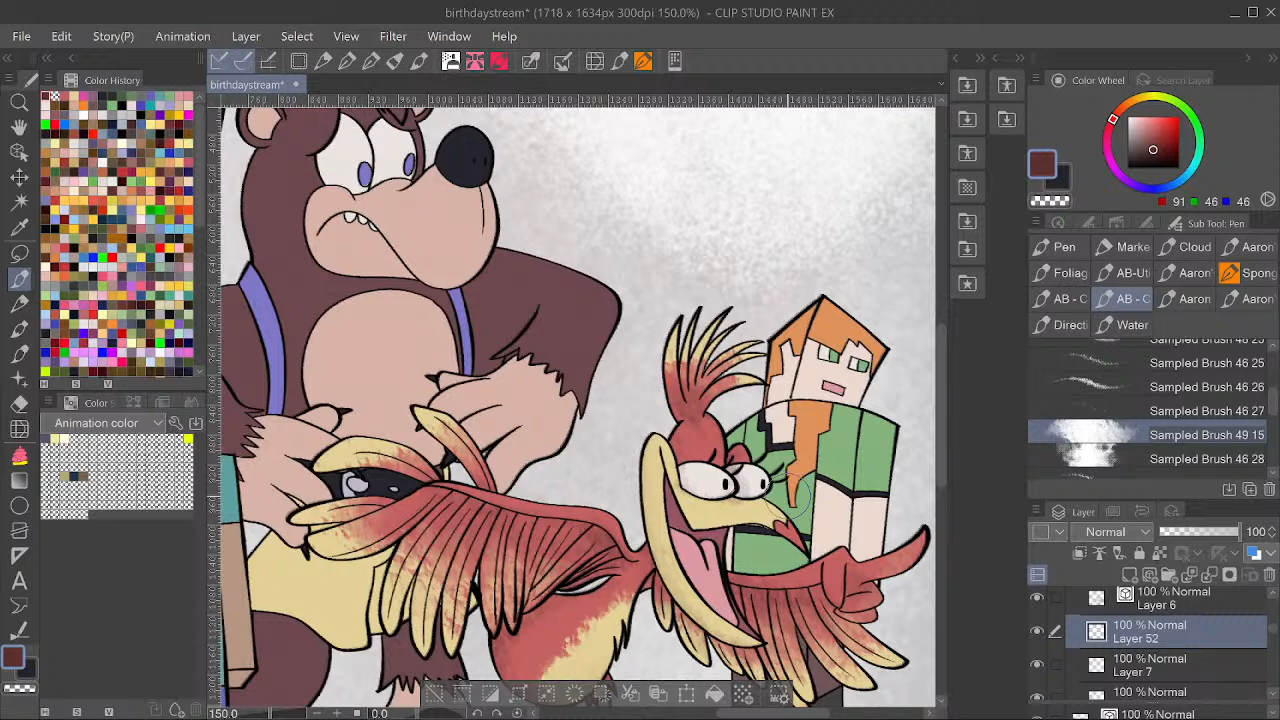 birthdaystream* (1718 x 1634px 300dpi 150.0%) - CLIP STUDIO PAINT EX
File Edit Story(P) Animation Layer Select View Filter Window Help
birthdaystream*
Color History
Color Wheel
Search Layer
91 46 46
Sub Tool: Pen
Pen Marke Cloud Aaron
Foliag AB-Ut Aaron' Spong
AB - C AB - C Aaron Aaron
Directi Water
Sampled Brush 46 25
Sampled Brush 46 26
Sampled Brush 46 27
Sampled Brush 49 15
Sampled Brush 46 28
H S V
Color S
Animation color
Layer
Normal 100
100 % Normal
Layer 6
100 % Normal
Layer 52
100 % Normal
Layer 7
100 % Normal
H S V
150.0 0.0